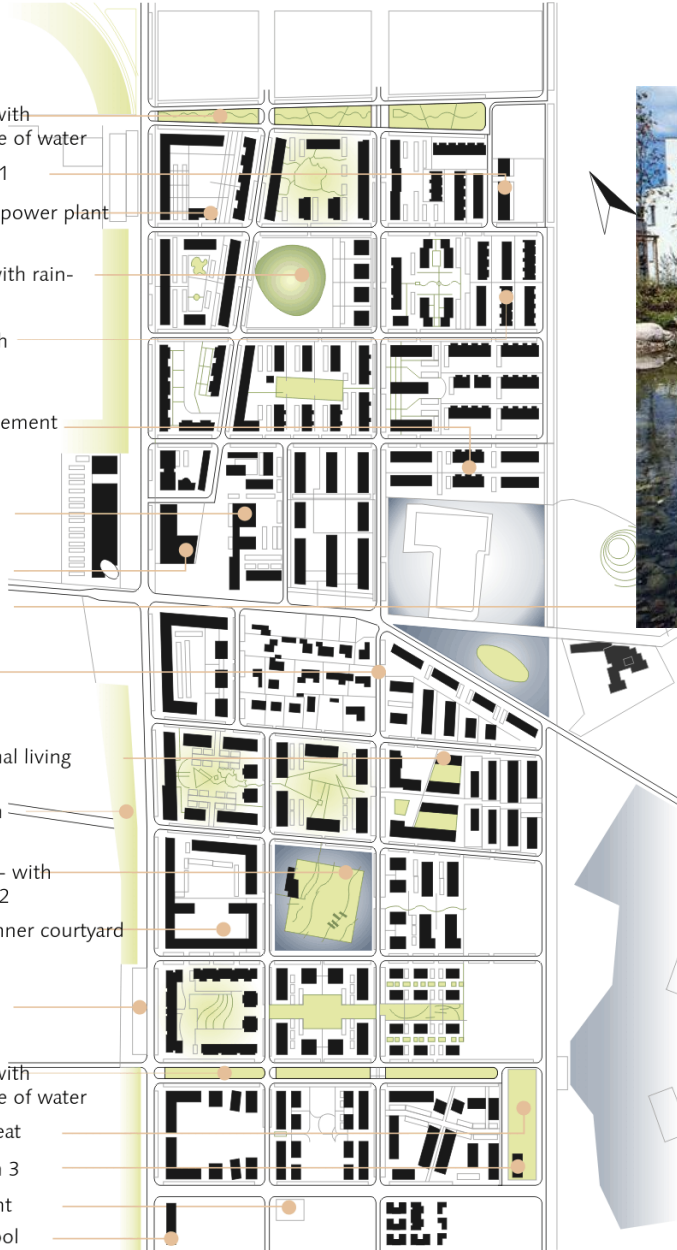 with
e of water
1
power plant
with rain-
h
ement
nal living
n
- with
2
nner courtyard
with
e of water
eat
n 3
nt
ool